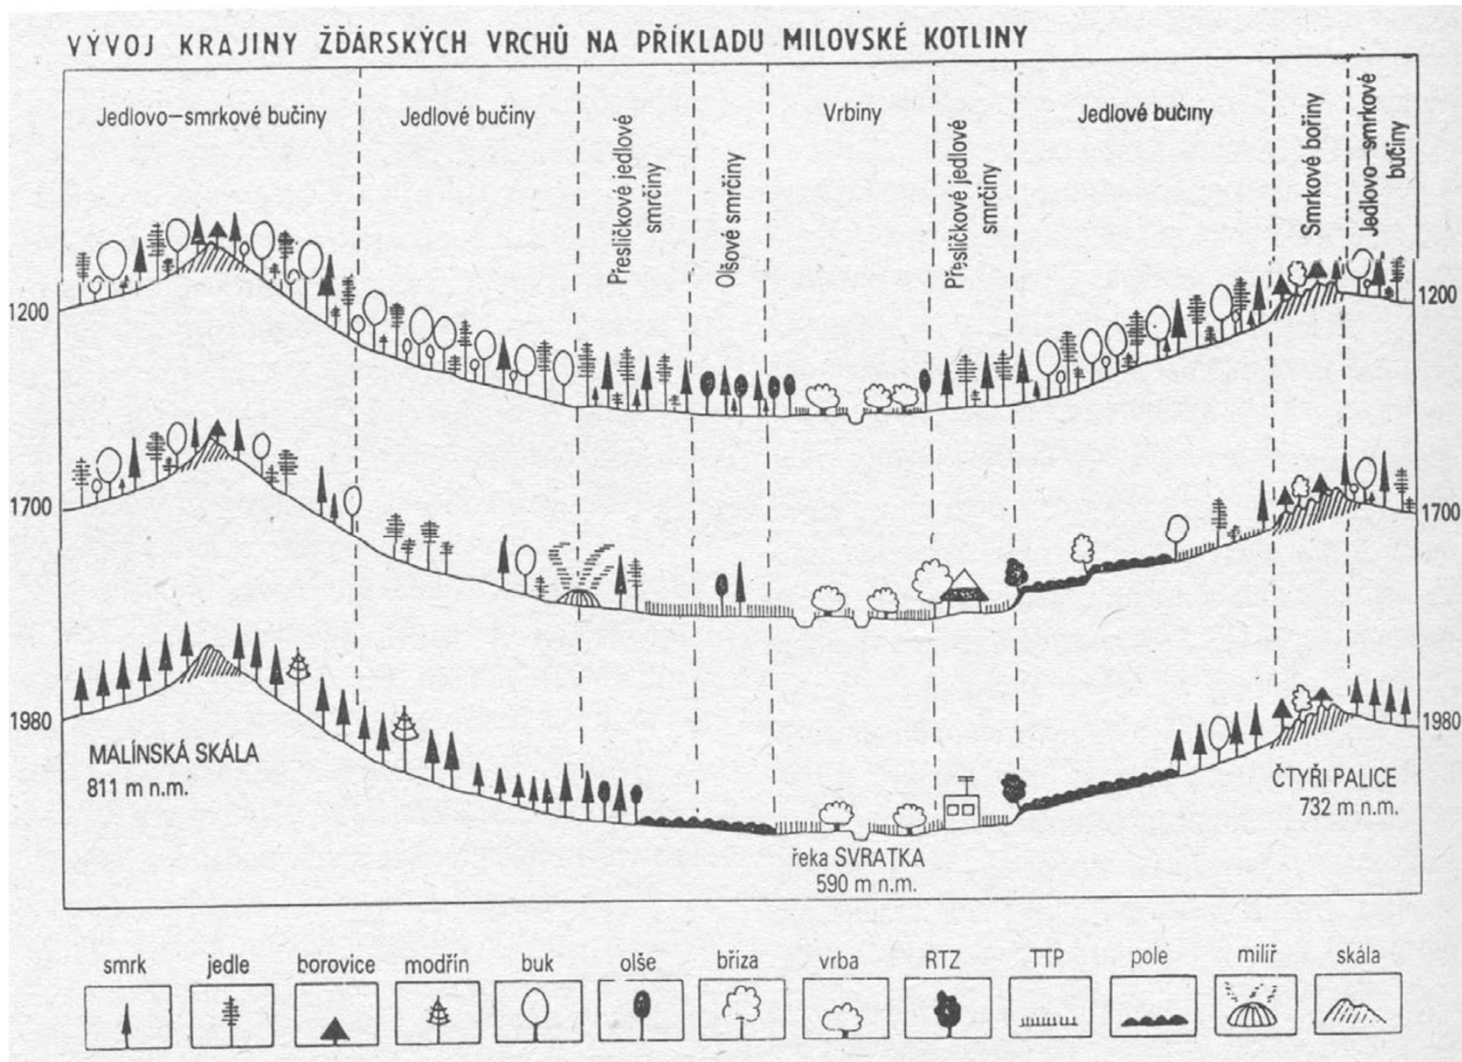 VÝVOJ KRAJINY ŽĎÁRSKÝCH VRCHŮ NA PŘÍKLADU MILOVSKÉ KOTLINY
Jedlovo–smrkové bučiny
Jedlové bučiny
Přesličkové jedlové
smrčiny
Olšové smrčiny
Vrbiny
Přesličkové jedlové
smrčiny
Jedlové bučiny
Smrkové bořiny
Jedlovo–smrkové
bučiny
1200
1200
1700
1700
1980
1980
MALÍNSKÁ SKÁLA
811 m n.m.
řeka SVRATKA
590 m n.m.
ČTYŘI PALICE
732 m n.m.
smrk
jedle
borovice
modřín
buk
olše
bříza
vrba
RTZ
TTP
pole
milíř
skála